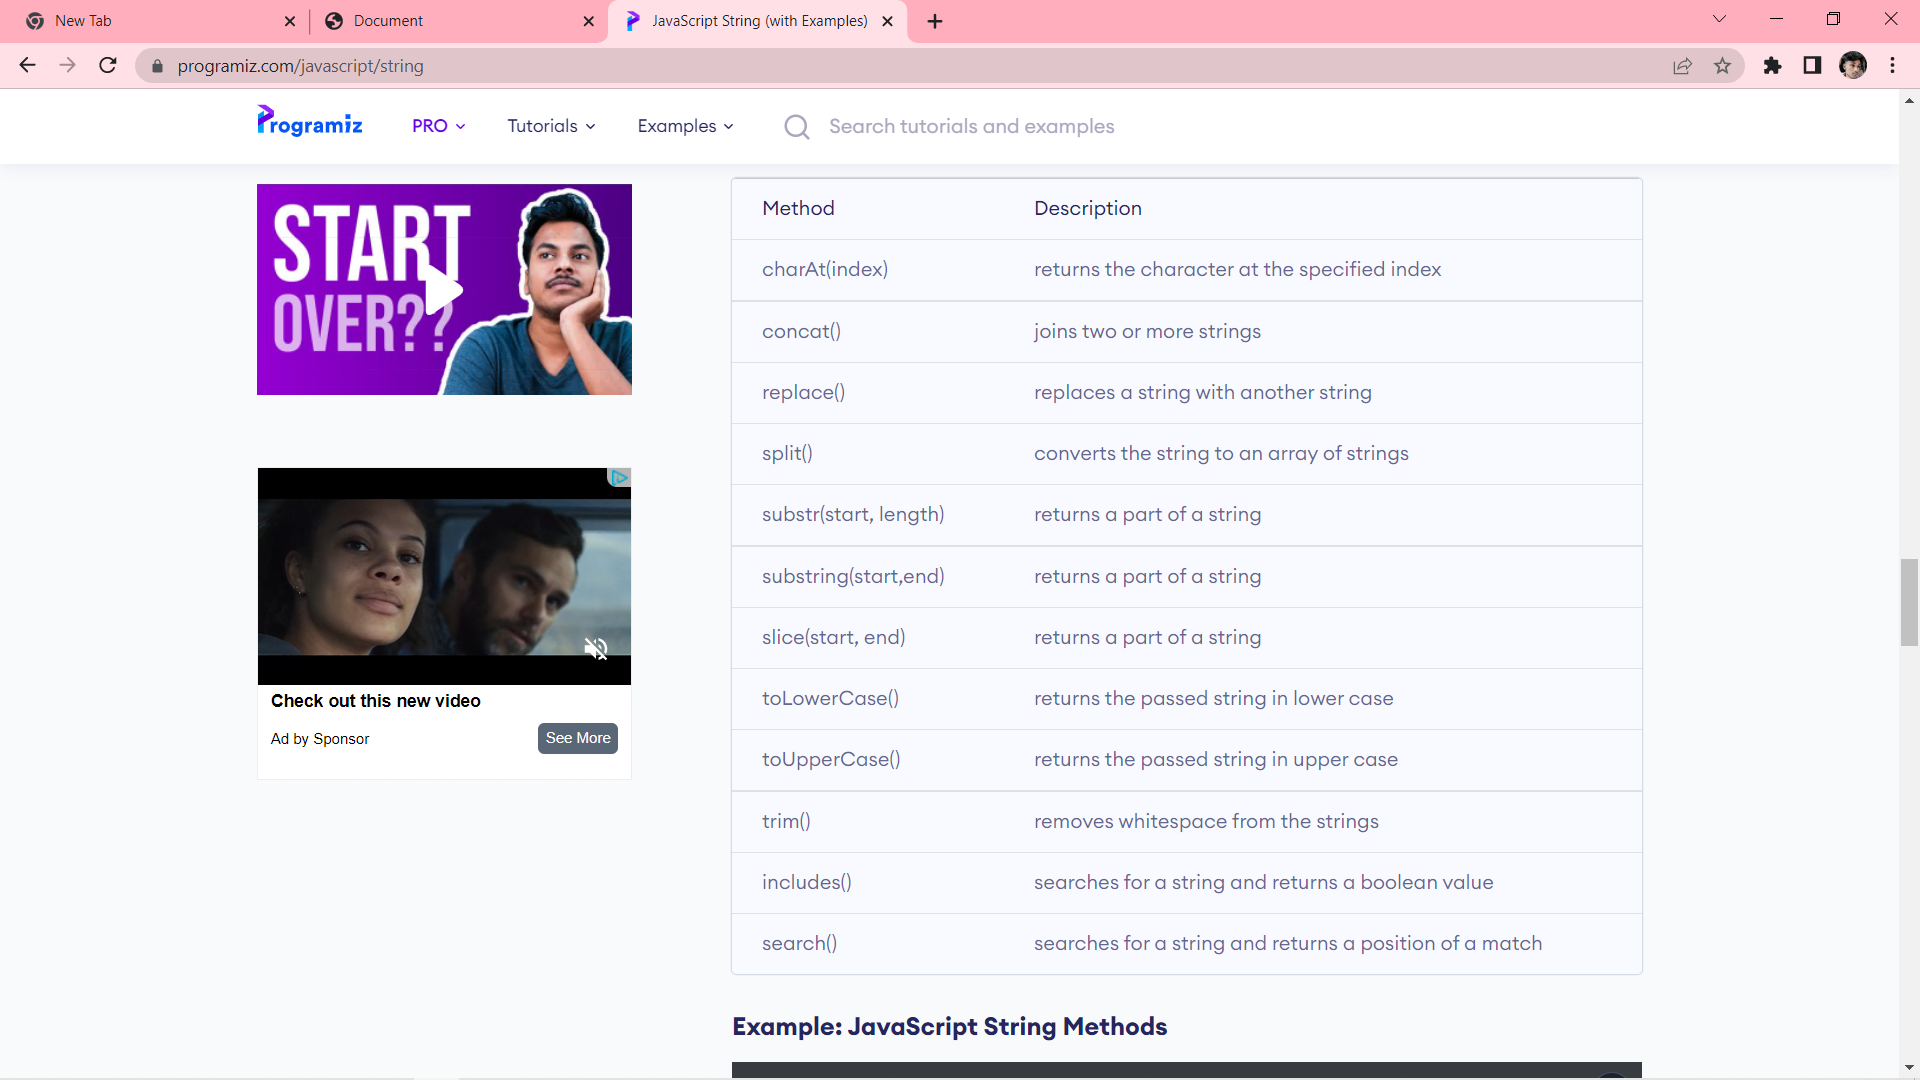 New Tab
Document
JavaScript String (with Examples)
programiz.com/javascript/string
Programiz
PRO
Tutorials
Examples
Search tutorials and examples
START
OVER??
Check out this new video
Ad by Sponsor
See More
Method Description
charAt(index) returns the character at the specified index
concat() joins two or more strings
replace() replaces a string with another string
split() converts the string to an array of strings
substr(start, length) returns a part of a string
substring(start,end) returns a part of a string
slice(start, end) returns a part of a string
toLowerCase() returns the passed string in lower case
toUpperCase() returns the passed string in upper case
trim() removes whitespace from the strings
includes() searches for a string and returns a boolean value
search() searches for a string and returns a position of a match
Example: JavaScript String Methods